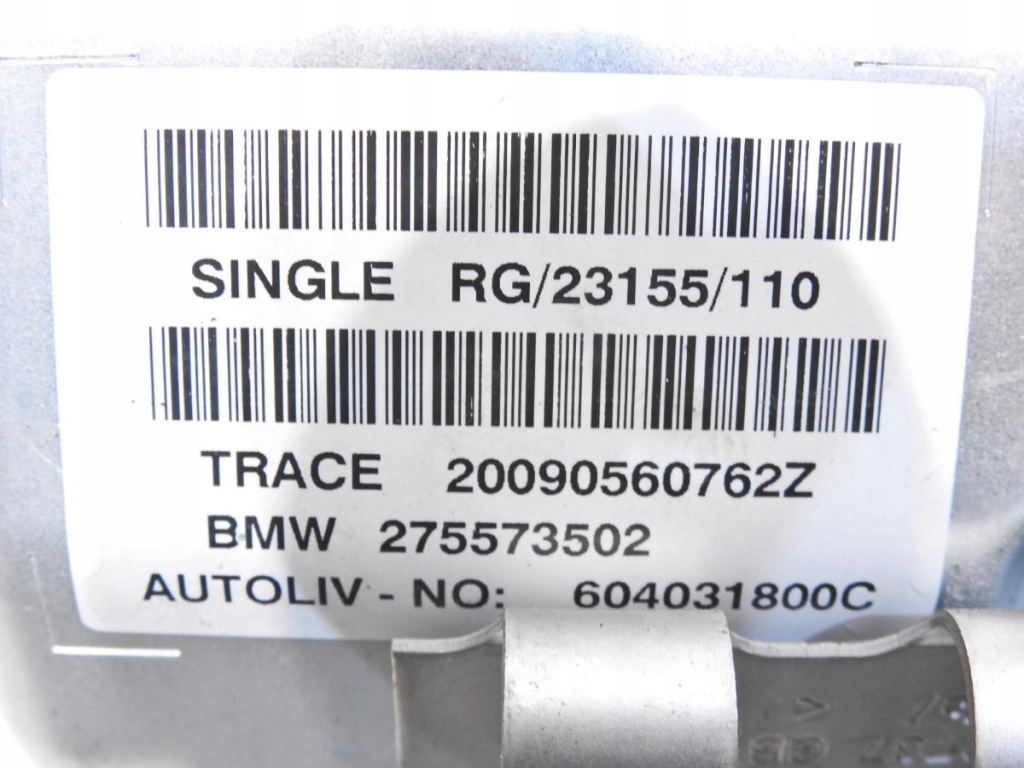 SINGLE RG/23155/110
TRACE 20090560762Z
BMW 275573502
AUTOLIV - NO: 604031800C